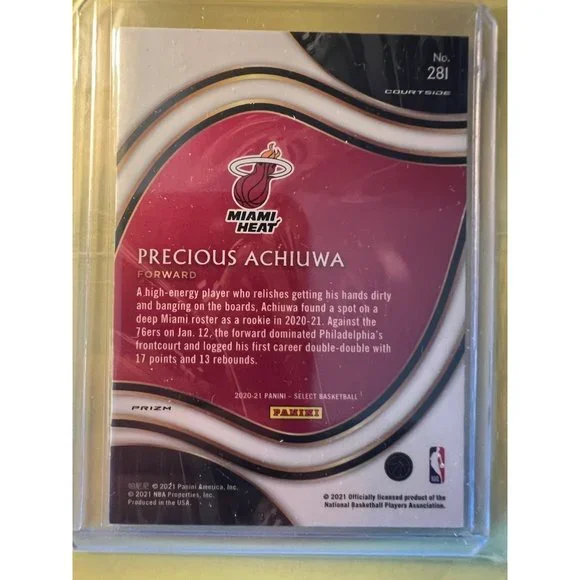 No.
281
COURTSIDE
MIAMI
HEAT
PRECIOUS ACHIUWA
FORWARD
A high-energy player who relishes getting his hands dirty
and banging on the boards, Achiuwa found a spot on a
deep Miami roster as a rookie in 2020-21. Against the
76ers on Jan. 12, the forward dominated Philadelphia's
frontcourt and logged his first career double-double with
17 points and 13 rebounds.
2020-21 PANINI – SELECT BASKETBALL
PANINI
PRIZM
帕尼尼 © 2021 Panini America, Inc.
© 2021 NBA Properties, Inc.
Produced in the USA.
© 2021 Officially licensed product of the
National Basketball Players Association.